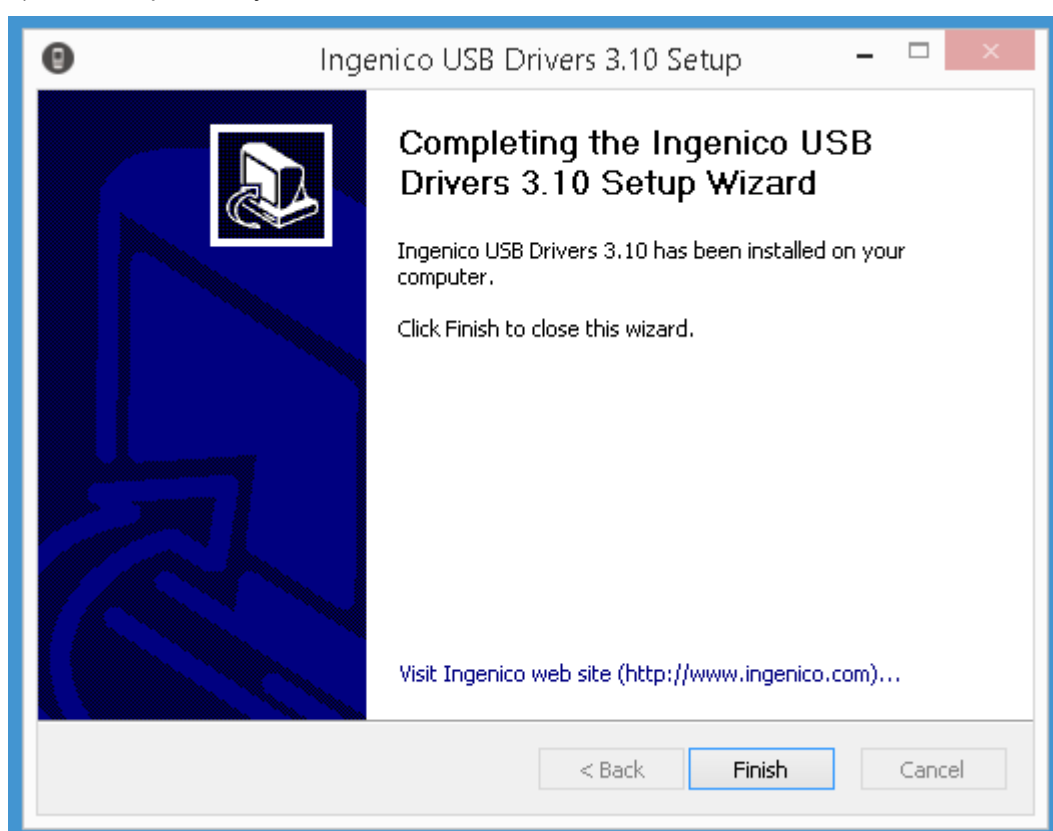 Ingenico USB Drivers 3.10 Setup
Completing the Ingenico USB
Drivers 3.10 Setup Wizard
Ingenico USB Drivers 3.10 has been installed on your
computer.
Click Finish to close this wizard.
Visit Ingenico web site (http://www.ingenico.com)...
< Back
Finish
Cancel